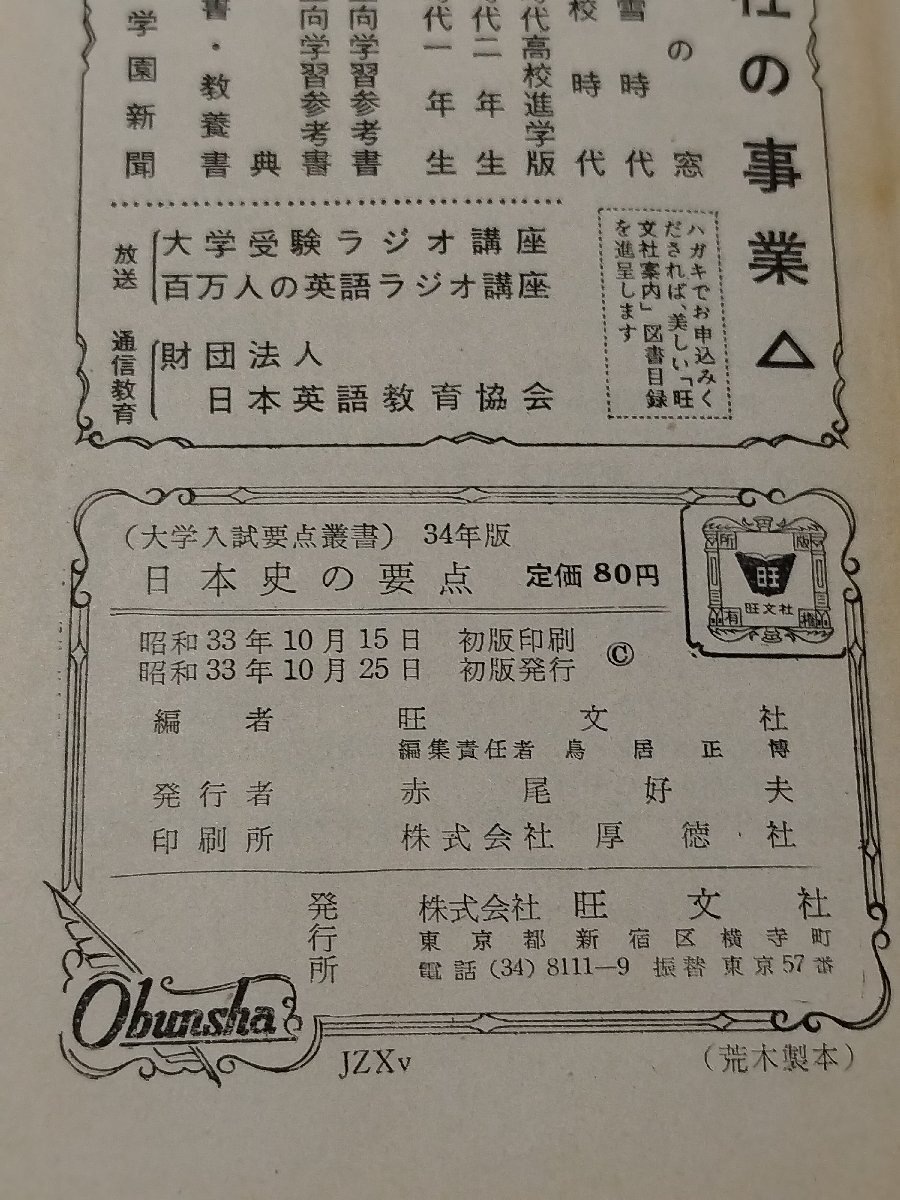 社の事業△
の窓
雪時代
校時代
時代高校進学版
時代二年生
時代一年生
向学習参考書
向学習参考書
典
書・教養書
学園新聞
ハガキでお申込みく
だされば、美しい「旺
文社案内」図書目録
を進呈します
放送
大学受験ラジオ講座
百万人の英語ラジオ講座
通信教育
財団法人
日本英語教育協会
(大学入試要点叢書) 34年版
日本史の要点 定価 80円
所版
旺
旺文社
有権
昭和33年10月15日 初版印刷
昭和33年10月25日 初版発行
©
編者 旺文社
編集責任者 鳥居正博
発行者 赤尾好夫
印刷所 株式会社 厚徳社
発行所 株式会社 旺文社
東京都新宿区横寺町
電話(34)8111—9 振替東京57番
Obunsha
JZXv
(荒木製本)